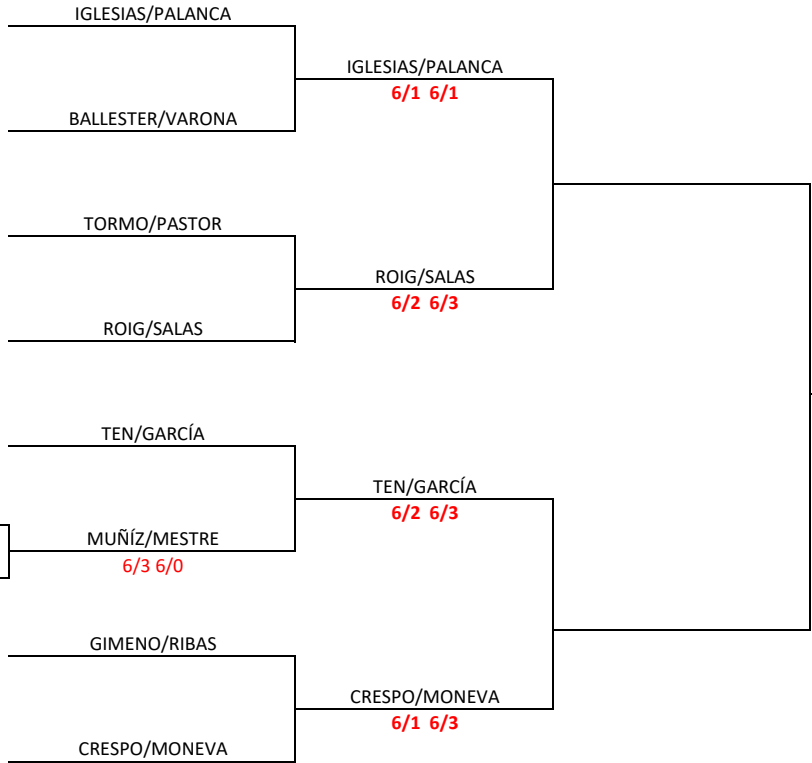 IGLESIAS/PALANCA
IGLESIAS/PALANCA
6/1 6/1
BALLESTER/VARONA
TORMO/PASTOR
ROIG/SALAS
6/2 6/3
ROIG/SALAS
TEN/GARCÍA
TEN/GARCÍA
6/2 6/3
MUÑÍZ/MESTRE
6/3 6/0
GIMENO/RIBAS
CRESPO/MONEVA
6/1 6/3
CRESPO/MONEVA